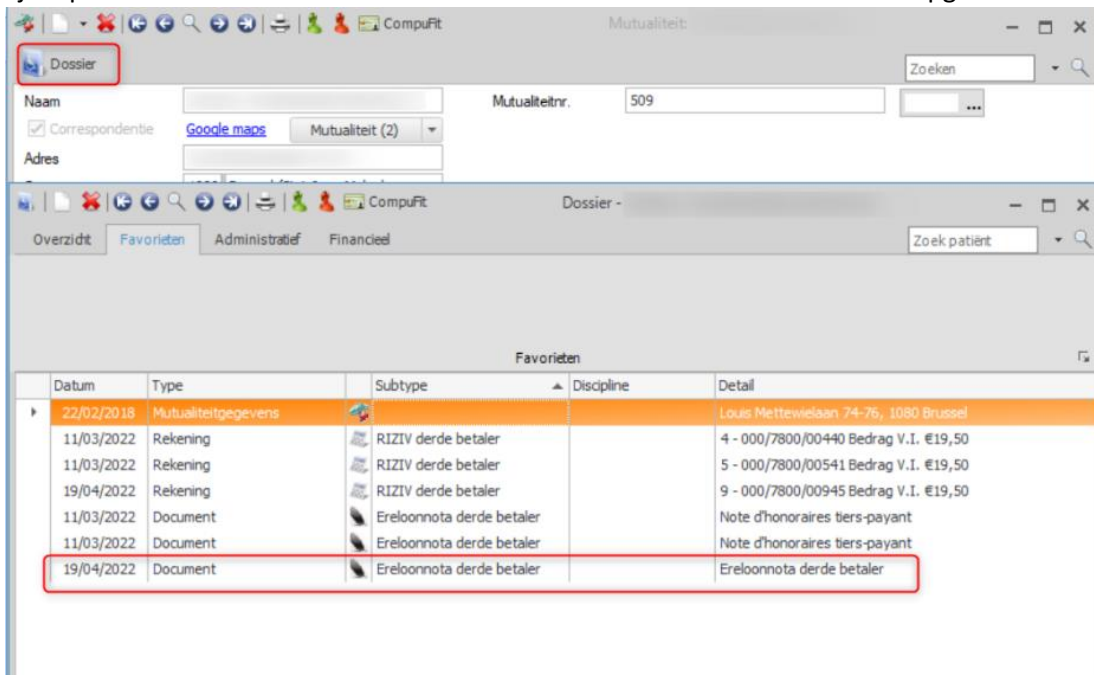 CompuFit Mutualiteit:
Dossier Zoeken
Naam Mutualiteitnr. 509 ...
Correspondentie Google maps Mutualiteit (2)
Adres
CompuFit Dossier -
Overzicht Favorieten Administratief Financieel Zoek patiënt
Favorieten
Datum Type Subtype Discipline Detail
22/02/2018 Mutualiteitgegevens Louis Mettewielaan 74-76, 1080 Brussel
11/03/2022 Rekening RIZIV derde betaler 4 - 000/7800/00440 Bedrag V.I. €19,50
11/03/2022 Rekening RIZIV derde betaler 5 - 000/7800/00541 Bedrag V.I. €19,50
19/04/2022 Rekening RIZIV derde betaler 9 - 000/7800/00945 Bedrag V.I. €19,50
11/03/2022 Document Ereloonnota derde betaler Note d'honoraires tiers-payant
11/03/2022 Document Ereloonnota derde betaler Note d'honoraires tiers-payant
19/04/2022 Document Ereloonnota derde betaler Ereloonnota derde betaler